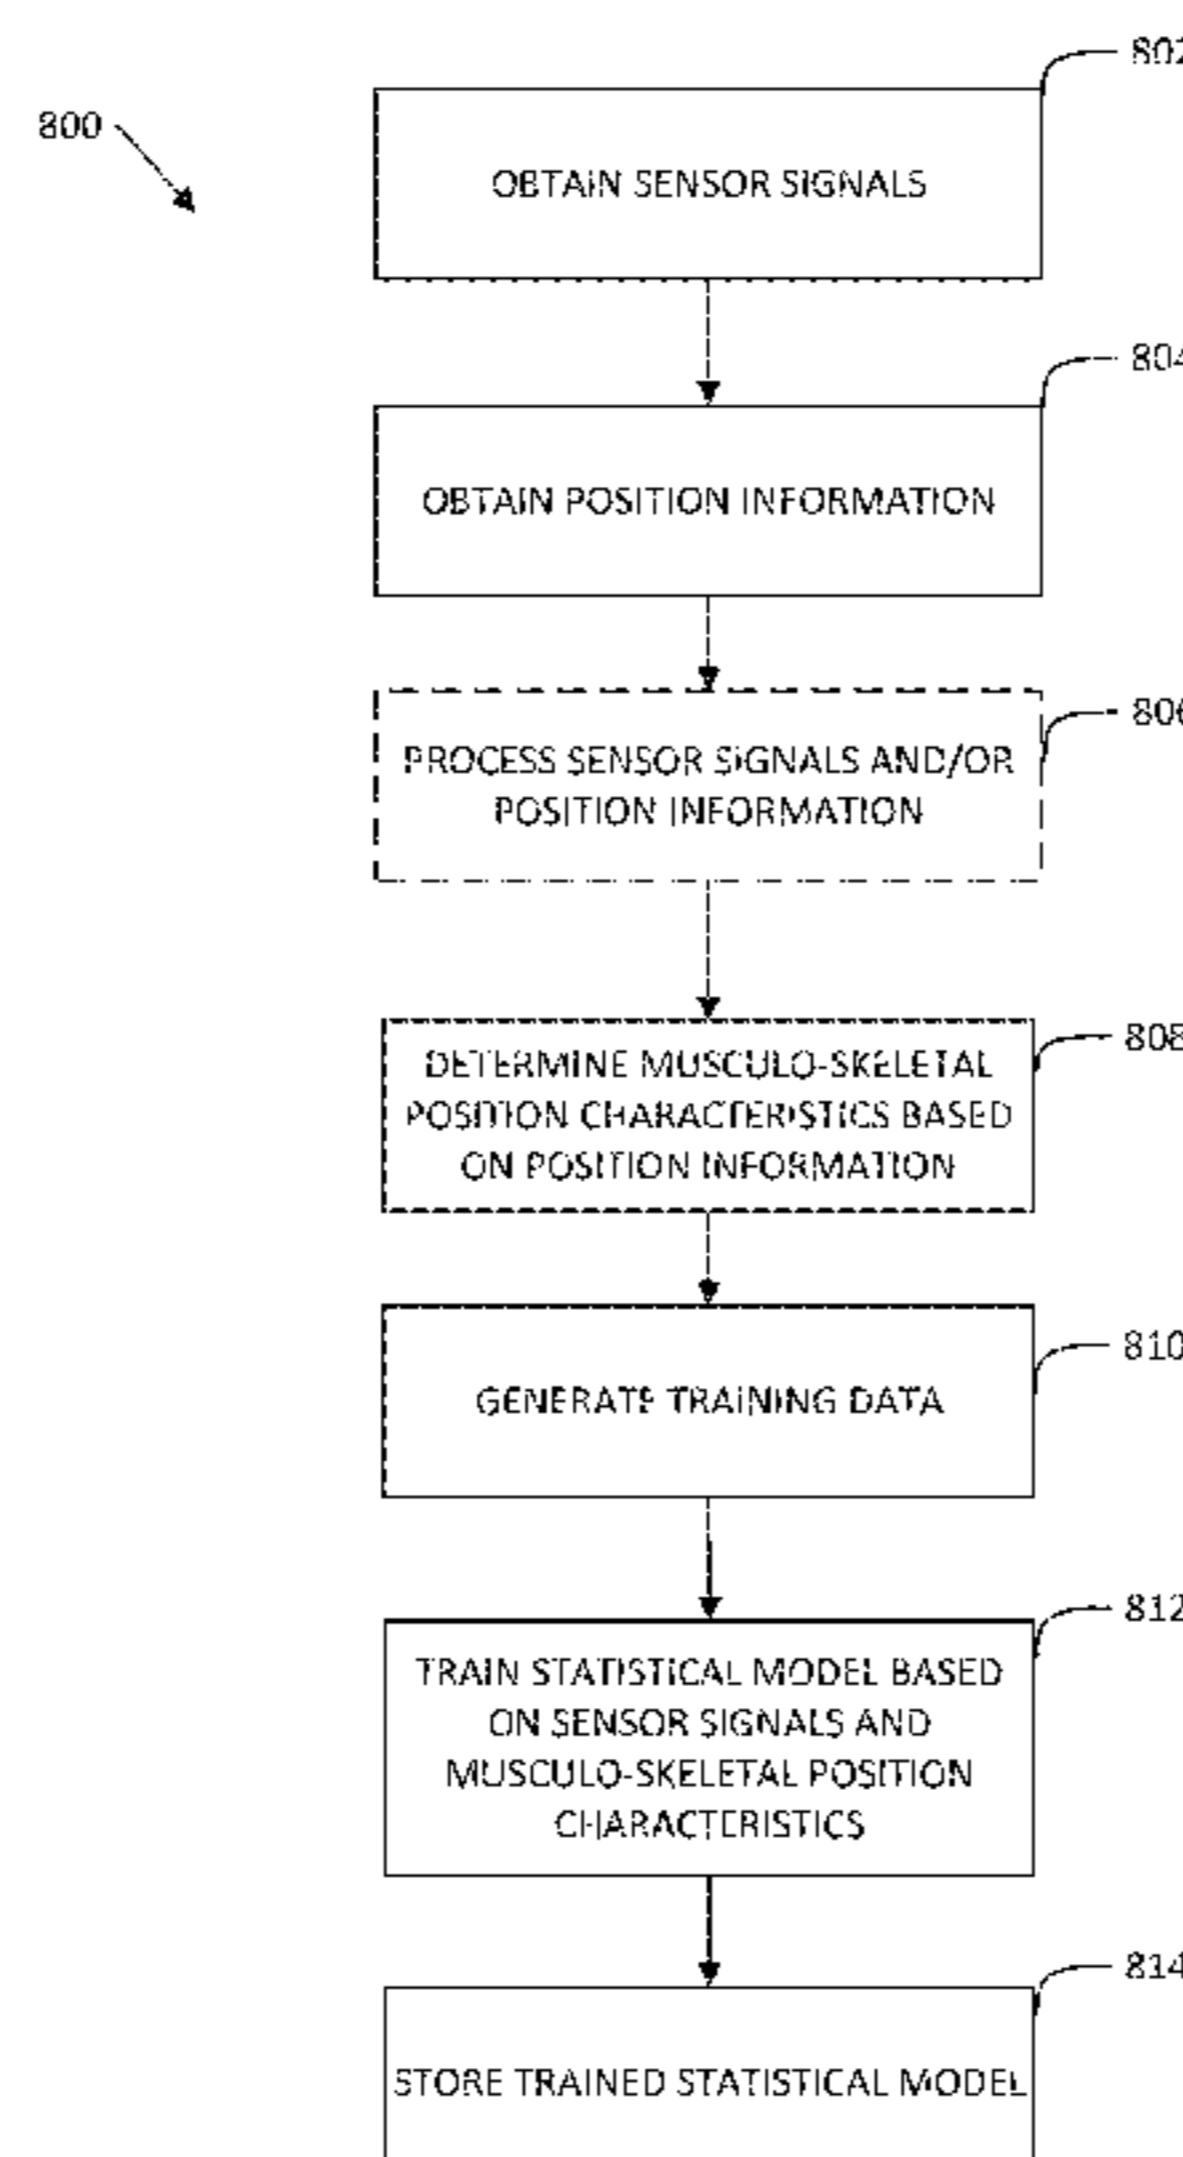 802
800
OBTAIN SENSOR SIGNALS
804
OBTAIN POSITION INFORMATION
806
PROCESS SENSOR SIGNALS AND/OR
POSITION INFORMATION
808
DETERMINE MUSCULO-SKELETAL
POSITION CHARACTERISTICS BASED
ON POSITION INFORMATION
810
GENERATE TRAINING DATA
812
TRAIN STATISTICAL MODEL BASED
ON SENSOR SIGNALS AND
MUSCULO-SKELETAL POSITION
CHARACTERISTICS
814
STORE TRAINED STATISTICAL MODEL